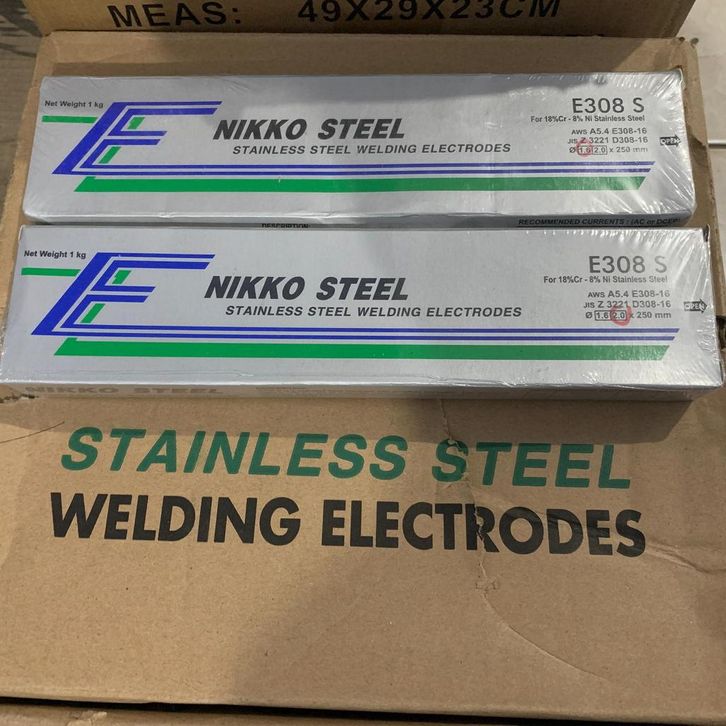 MEAS: 49X29X23CM
Net Weight 1 kg
NIKKO STEEL
STAINLESS STEEL WELDING ELECTRODES
E308 S
For 18%Cr - 8% Ni Stainless Steel
AWS A5.4 E308-16
JIS Z 3221 D308-16
Ø 1.6 2.0 x 250 mm
OPEN
DESCRIPTION:
RECOMMENDED CURRENTS : (AC or DCEP)
Net Weight 1 kg
NIKKO STEEL
STAINLESS STEEL WELDING ELECTRODES
E308 S
For 18%Cr - 8% Ni Stainless Steel
AWS A5.4 E308-16
JIS Z 3221 D308-16
Ø 1.6 2.0 x 250 mm
OPEN
NIKKO STEEL
STAINLESS STEEL
WELDING ELECTRODES